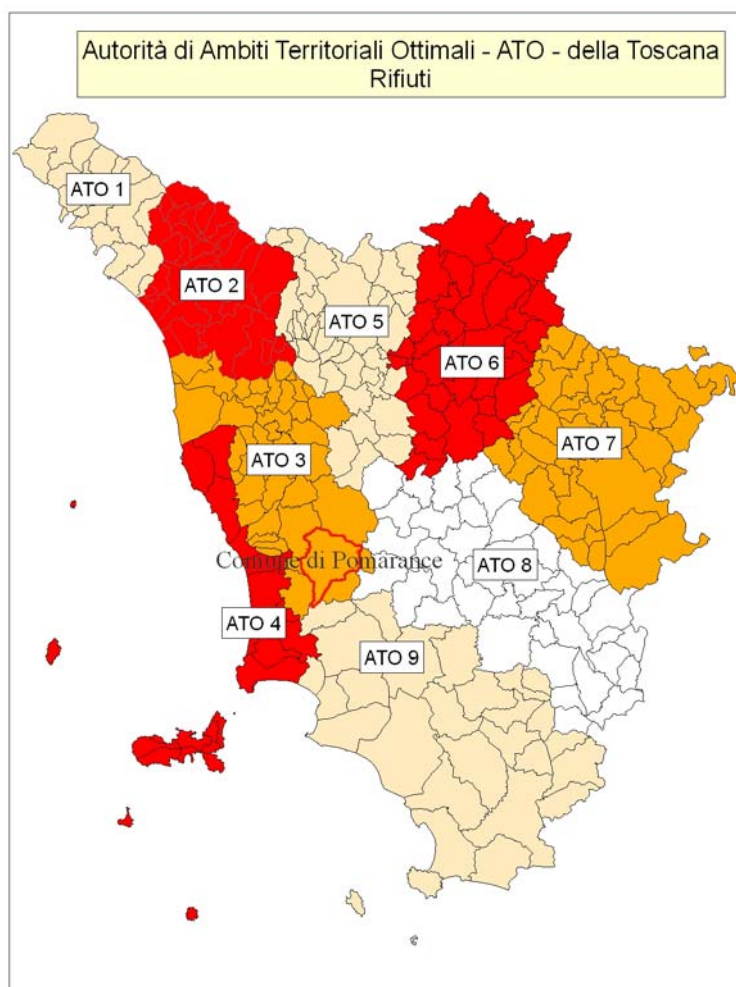 Autorità di Ambiti Territoriali Ottimali - ATO - della Toscana
Rifiuti
ATO 1
ATO 2
ATO 5
ATO 6
ATO 7
ATO 3
Comune di Pomarance
ATO 8
ATO 4
ATO 9